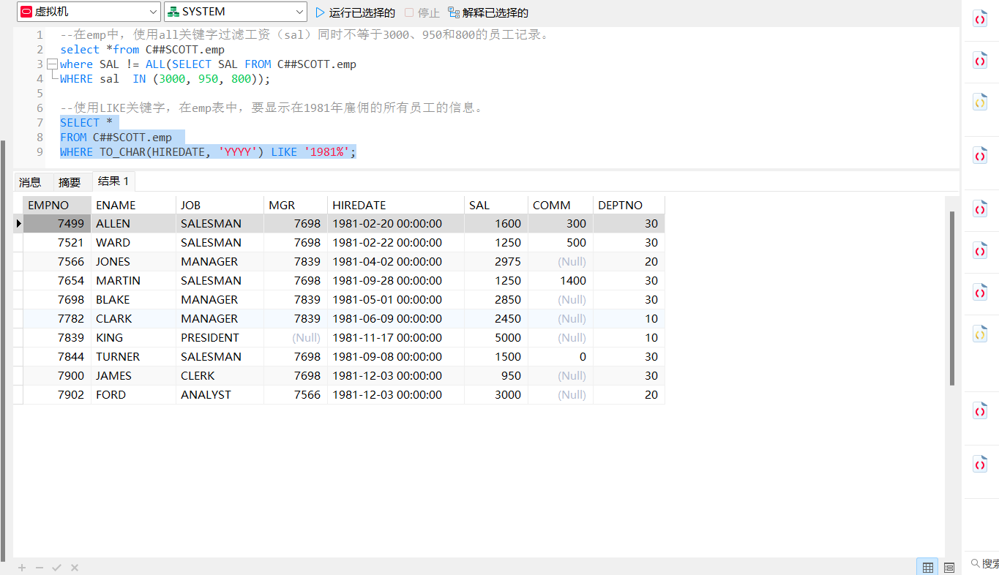 虚拟机 SYSTEM 运行已选择的 停止 解释已选择的
1 --在emp中，使用all关键字过滤工资（sal）同时不等于3000、950和800的员工记录。
2 select *from C##SCOTT.emp
3 where SAL != ALL(SELECT SAL FROM C##SCOTT.emp
4 WHERE sal  IN (3000, 950, 800));
5
6 --使用LIKE关键字，在emp表中，要显示在1981年雇佣的所有员工的信息。
7 SELECT *
8 FROM C##SCOTT.emp
9 WHERE TO_CHAR(HIREDATE, 'YYYY') LIKE '1981%';
消息 摘要 结果 1
EMPNO ENAME JOB MGR HIREDATE SAL COMM DEPTNO
7499 ALLEN SALESMAN 7698 1981-02-20 00:00:00 1600 300 30
7521 WARD SALESMAN 7698 1981-02-22 00:00:00 1250 500 30
7566 JONES MANAGER 7839 1981-04-02 00:00:00 2975 (Null) 20
7654 MARTIN SALESMAN 7698 1981-09-28 00:00:00 1250 1400 30
7698 BLAKE MANAGER 7839 1981-05-01 00:00:00 2850 (Null) 30
7782 CLARK MANAGER 7839 1981-06-09 00:00:00 2450 (Null) 10
7839 KING PRESIDENT (Null) 1981-11-17 00:00:00 5000 (Null) 10
7844 TURNER SALESMAN 7698 1981-09-08 00:00:00 1500 0 30
7900 JAMES CLERK 7698 1981-12-03 00:00:00 950 (Null) 30
7902 FORD ANALYST 7566 1981-12-03 00:00:00 3000 (Null) 20
搜索